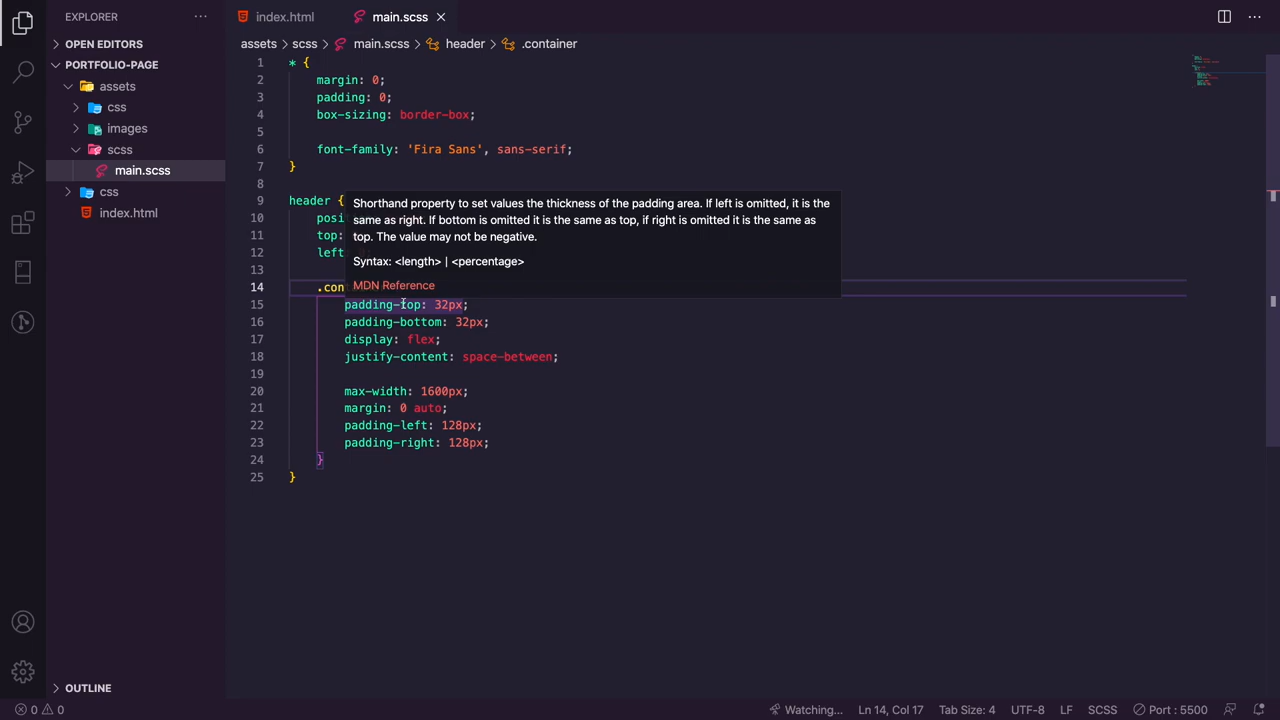 EXPLORER
index.html
main.scss
OPEN EDITORS
PORTFOLIO-PAGE
assets
css
images
scss
main.scss
css
index.html
OUTLINE
assets > scss > main.scss > header > .container
1 * {
2 margin: 0;
3 padding: 0;
4 box-sizing: border-box;
5
6 font-family: 'Fira Sans', sans-serif;
7 }
8
9 header {
10 posi
11 top:
12 left
13
14 .con
Shorthand property to set values the thickness of the padding area. If left is omitted, it is the
same as right. If bottom is omitted it is the same as top, if right is omitted it is the same as
top. The value may not be negative.
Syntax: <length> | <percentage>
MDN Reference
15 padding-top: 32px;
16 padding-bottom: 32px;
17 display: flex;
18 justify-content: space-between;
19
20 max-width: 1600px;
21 margin: 0 auto;
22 padding-left: 128px;
23 padding-right: 128px;
24 }
25 }
0 0
Watching... Ln 14, Col 17 Tab Size: 4 UTF-8 LF SCSS Port : 5500